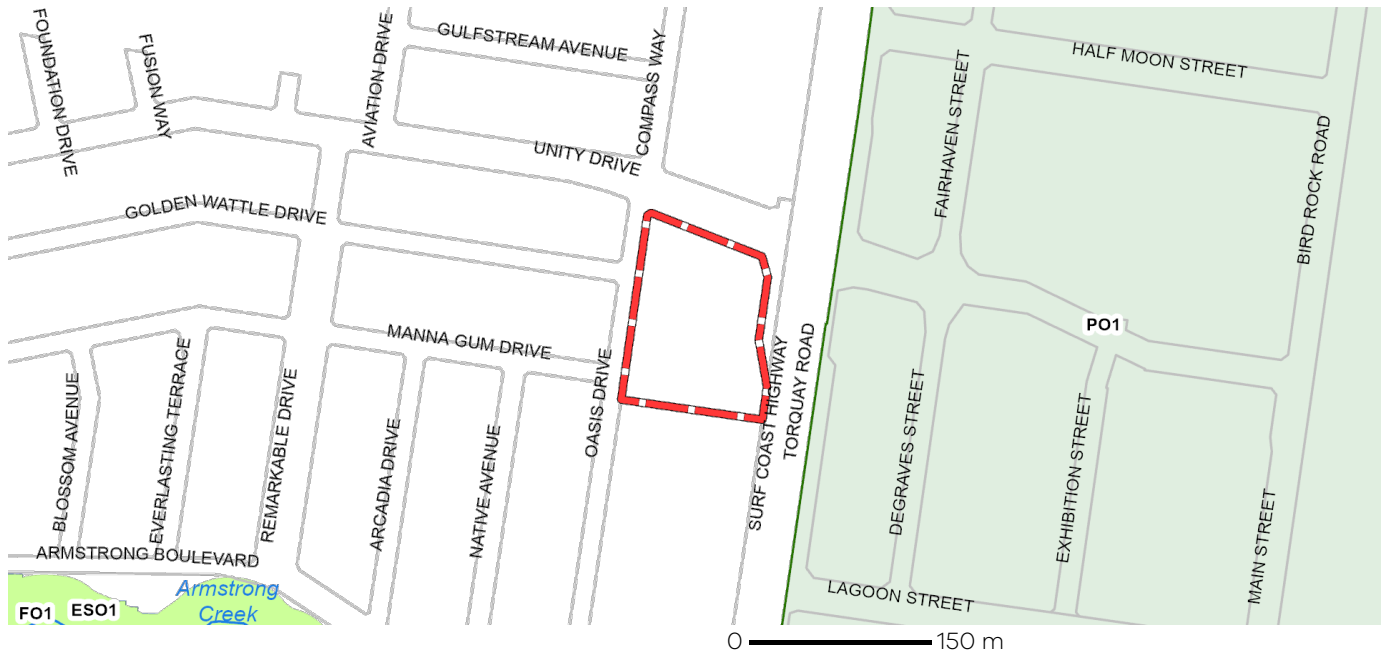 FOUNDATION DRIVE
FUSION WAY
AVIATION DRIVE
GULFSTREAM AVENUE
COMPASS WAY
UNITY DRIVE
HALF MOON STREET
FAIRHAVEN STREET
BIRD ROCK ROAD
GOLDEN WATTLE DRIVE
MANNA GUM DRIVE
PO1
BLOSSOM AVENUE
EVERLASTING TERRACE
REMARKABLE DRIVE
ARCADIA DRIVE
NATIVE AVENUE
OASIS DRIVE
SURF COAST HIGHWAY
TORQUAY ROAD
DEGRAVES STREET
EXHIBITION STREET
MAIN STREET
ARMSTRONG BOULEVARD
Armstrong
Creek
FO1
ESO1
LAGOON STREET
0 150 m